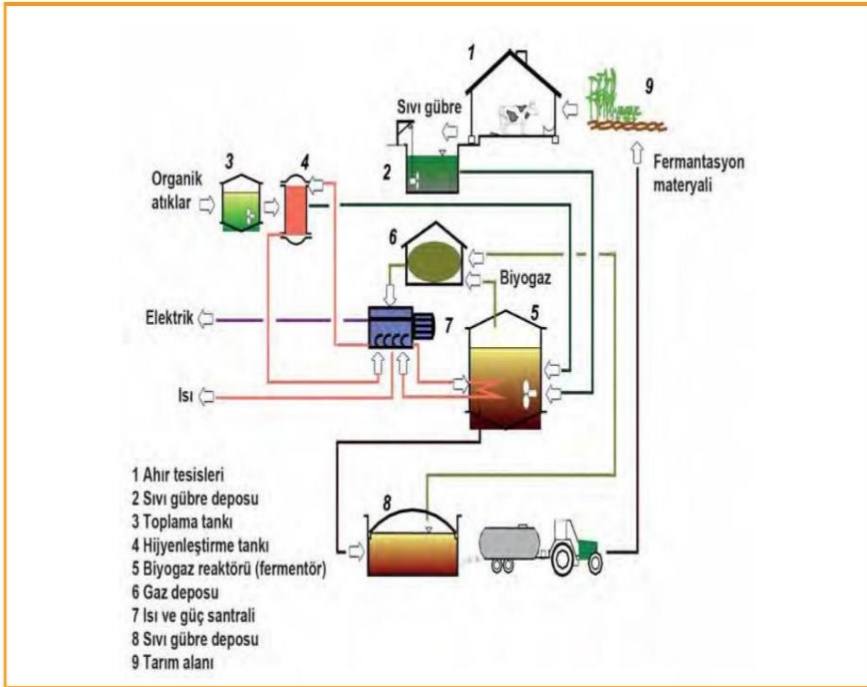 1
9
Sıvı gübre
Fermantasyon
materyali
2
3
4
Organik
atıklar
6
Biyogaz
5
Elektrik
7
Isı
8
1 Ahır tesisleri
2 Sıvı gübre deposu
3 Toplama tankı
4 Hijyenleştirme tankı
5 Biyogaz reaktörü (fermentör)
6 Gaz deposu
7 Isı ve güç santrali
8 Sıvı gübre deposu
9 Tarım alanı